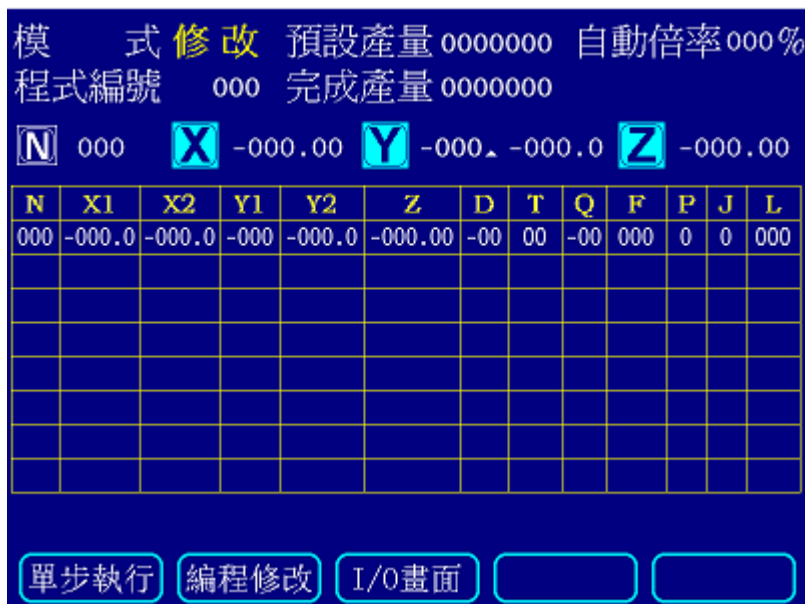 模 式 修 改 預設產量 0000000 自動倍率 000%
程式編號 000 完成產量 0000000
N 000 X -000.00 Y -000. -000.0 Z -000.00
N X1 X2 Y1 Y2 Z D T Q F P J L
000 -000.0 -000.0 -000 -000.0 -000.00 -00 00 -00 000 0 0 000
單步執行 編程修改 I/O畫面